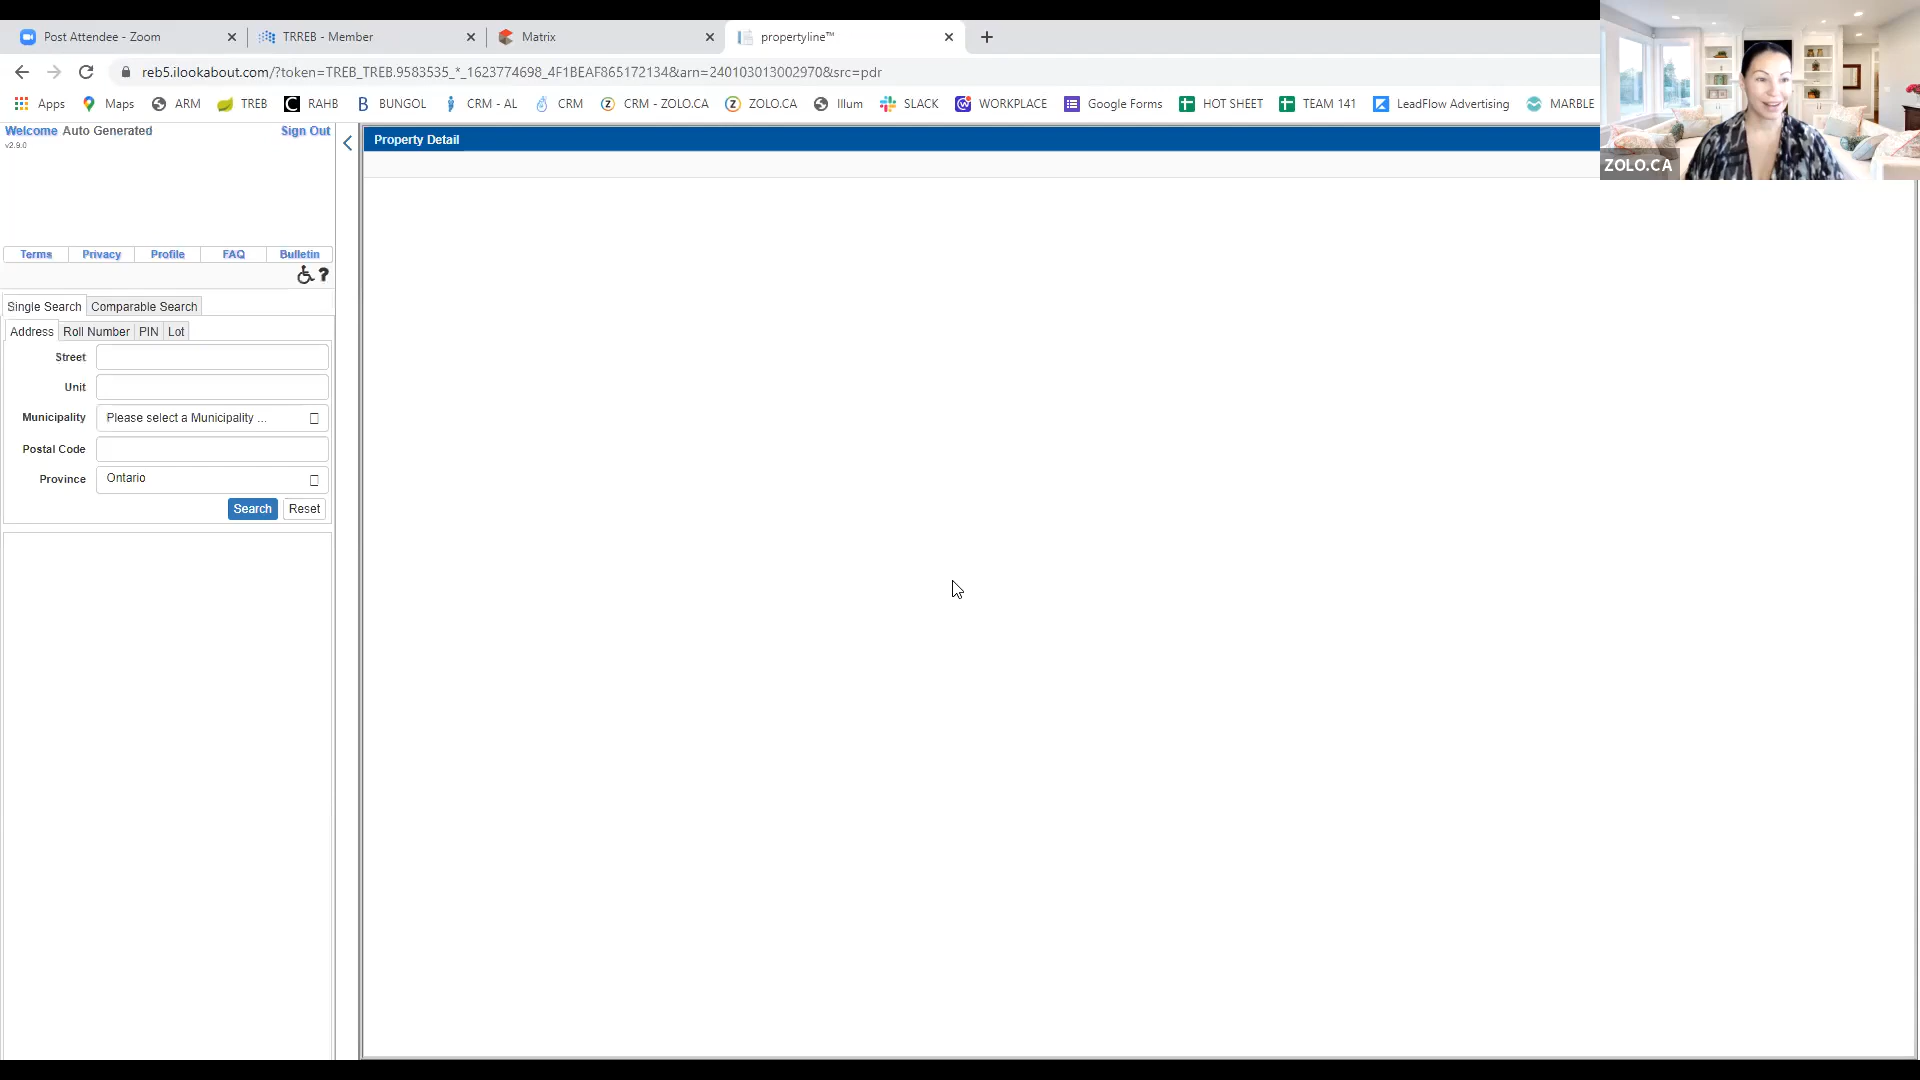 Post Attendee - Zoom
TRREB - Member
Matrix
propertyline™
reb5.ilookabout.com/?token=TREB_TREB.9583535_*_1623774698_4F1BEAF865172134&arn=240103013002970&src=pdr
Apps Maps ARM TREB RAHB BUNGOL CRM - AL CRM CRM - ZOLO.CA ZOLO.CA Illum SLACK WORKPLACE Google Forms HOT SHEET TEAM 141 LeadFlow Advertising MARBLE
Welcome Auto Generated Sign Out
v2.9.0
Property Detail
ZOLO.CA
Terms Privacy Profile FAQ Bulletin
?
Single Search Comparable Search
Address Roll Number PIN Lot
Street
Unit
Municipality Please select a Municipality ...
Postal Code
Province Ontario
Search Reset